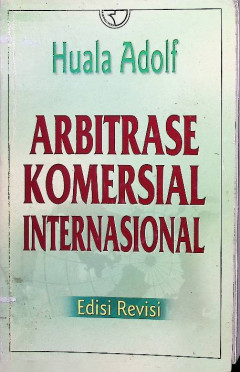 Huala Adolf
ARBITRASE
KOMERSIAL
INTERNASIONAL
Edisi Revisi